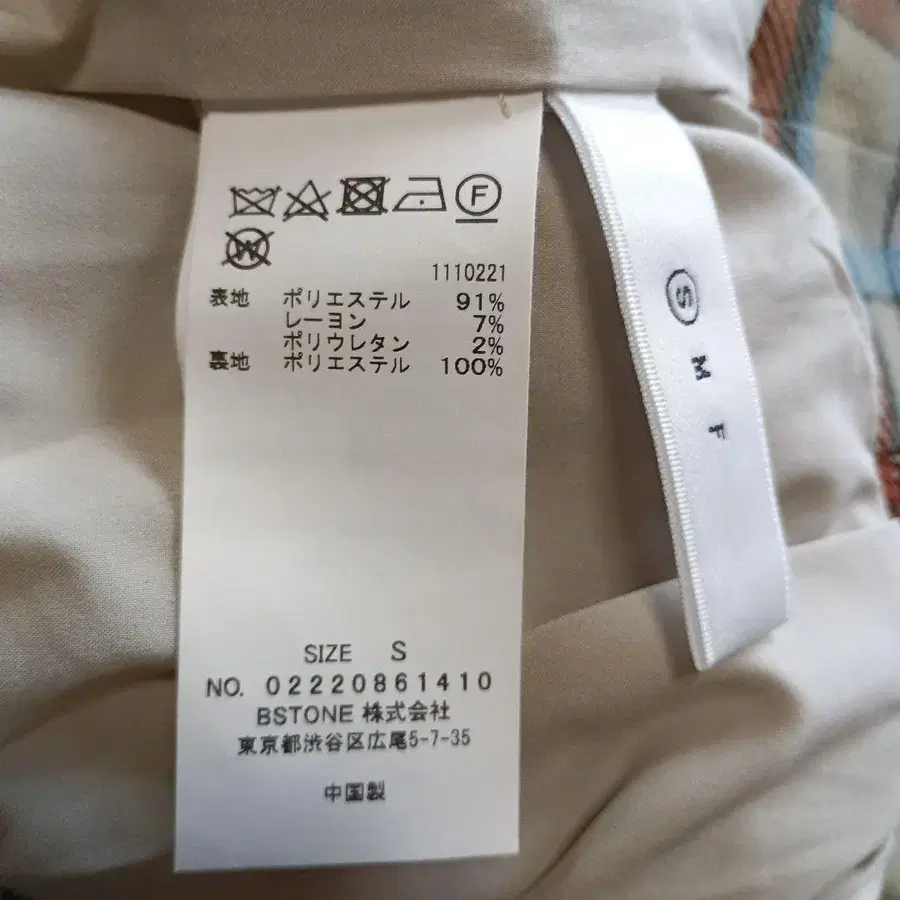 F
W
1110221
表地 ポリエステル 91%
レーヨン 7%
ポリウレタン 2%
裏地 ポリエステル 100%
SIZE S
NO. 02220861410
BSTONE 株式会社
東京都渋谷区広尾5-7-35
中国製
S M F